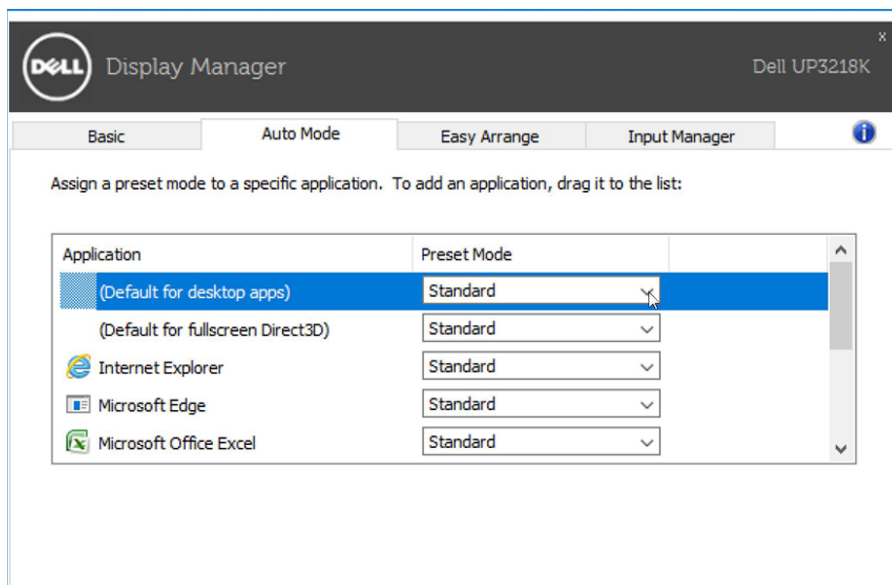 x
DELL Display Manager Dell UP3218K
Basic Auto Mode Easy Arrange Input Manager i
Assign a preset mode to a specific application. To add an application, drag it to the list:
Application Preset Mode
(Default for desktop apps) Standard
(Default for fullscreen Direct3D) Standard
Internet Explorer Standard
Microsoft Edge Standard
Microsoft Office Excel Standard